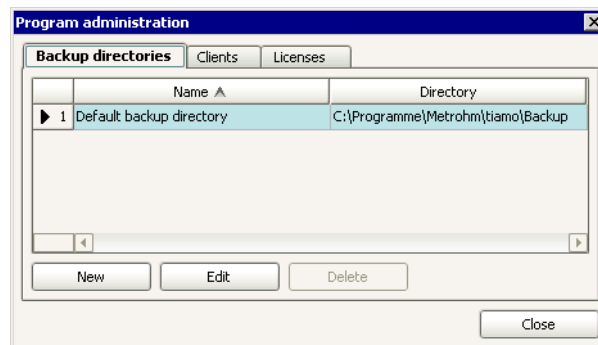 Program administration
Backup directories Clients Licenses
Name Directory
1 Default backup directory C:\Programme\Metrohm\tiamo\Backup
New Edit Delete
Close